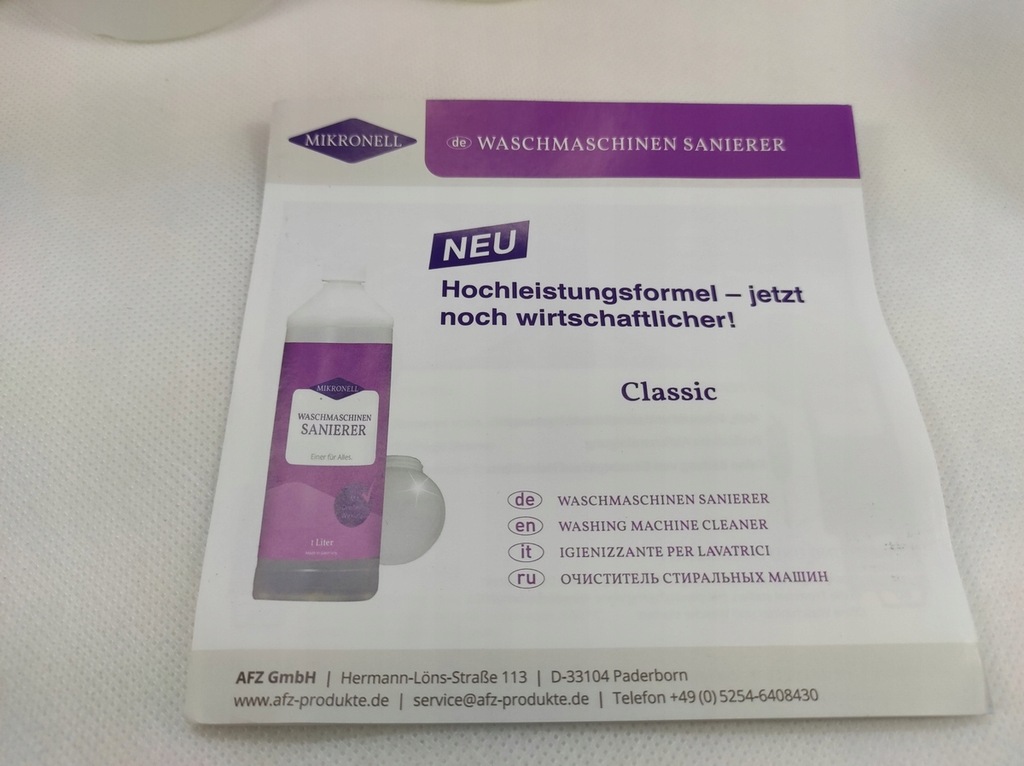 MIKRONELL
de WASCHMASCHINEN SANIERER
NEU
Hochleistungsformel – jetzt
noch wirtschaftlicher!
Classic
MIKRONELL
WASCHMASCHINEN
SANIERER
Einer für Alles.
1 Liter
de WASCHMASCHINEN SANIERER
en WASHING MACHINE CLEANER
it IGIENIZZANTE PER LAVATRICI
ru ОЧИСТИТЕЛЬ СТИРАЛЬНЫХ МАШИН
AFZ GmbH | Hermann-Löns-Straße 113 | D-33104 Paderborn
www.afz-produkte.de | service@afz-produkte.de | Telefon +49 (0) 5254-6408430